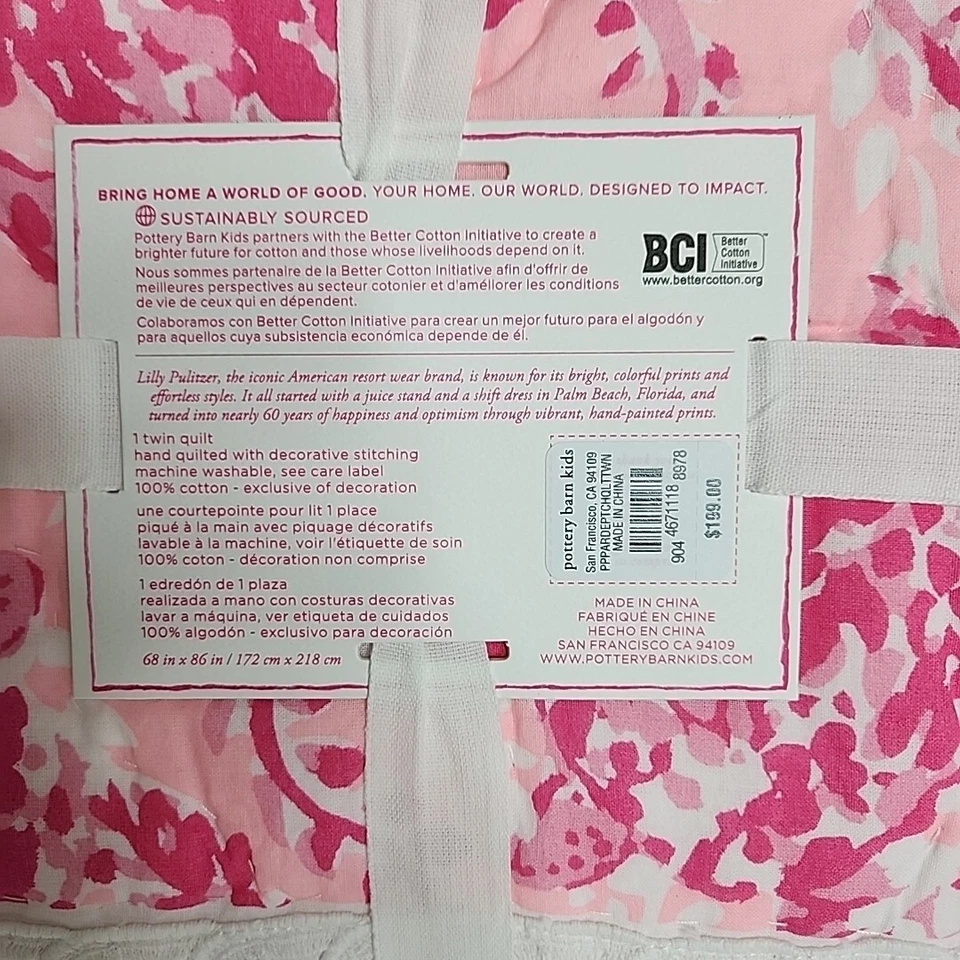 BRING HOME A WORLD OF GOOD. YOUR HOME. OUR WORLD. DESIGNED TO IMPACT.
SUSTAINABLY SOURCED
Pottery Barn Kids partners with the Better Cotton Initiative to create a
brighter future for cotton and those whose livelihoods depend on it.
Nous sommes partenaire de la Better Cotton Initiative afin d'offrir de
meilleures perspectives au secteur cotonier et d'améliorer les conditions
de vie de ceux qui en dépendent.
Colaboramos con Better Cotton Initiative para crear un mejor futuro para el algodón y
para aquellos cuya subsistencia económica depende de él.
BCI
Better
Cotton
Initiative
www.bettercotton.org
Lilly Pulitzer, the iconic American resort wear brand, is known for its bright, colorful prints and
effortless styles. It all started with a juice stand and a shift dress in Palm Beach, Florida, and
turned into nearly 60 years of happiness and optimism through vibrant, hand-painted prints.
1 twin quilt
hand quilted with decorative stitching
machine washable, see care label
100% cotton - exclusive of decoration
une courtepointe pour lit 1 place
piqué à la main avec piquage décoratifs
lavable à la machine, voir l'étiquette de soin
100% coton - décoration non comprise
1 edredón de 1 plaza
realizada a mano con costuras decorativas
lavar a máquina, ver etiqueta de cuidados
100% algodón - exclusivo para decoración
68 in x 86 in / 172 cm x 218 cm
pottery barn kids
San Francisco, CA 94109
PPPARDEPTCHQLTTWN
MADE IN CHINA
904 4671118 8978
$199.00
MADE IN CHINA
FABRIQUÉ EN CHINE
HECHO EN CHINA
SAN FRANCISCO CA 94109
WWW.POTTERYBARNKIDS.COM